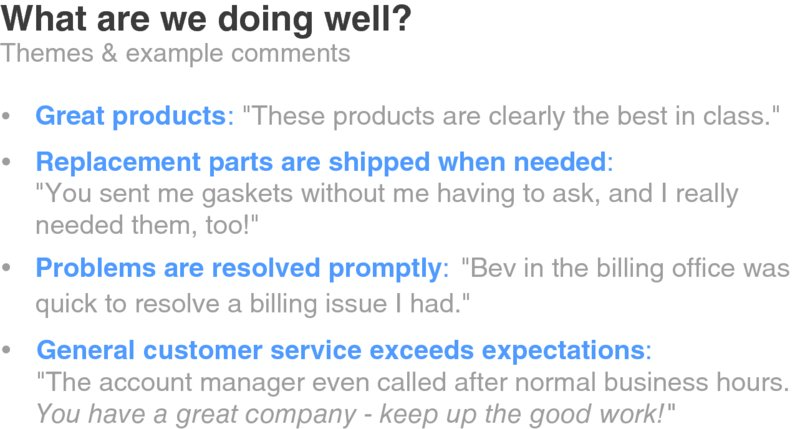 What are we doing well?
Themes & example comments
• Great products: "These products are clearly the best in class."
• Replacement parts are shipped when needed:
"You sent me gaskets without me having to ask, and I really
needed them, too!"
• Problems are resolved promptly: "Bev in the billing office was
quick to resolve a billing issue I had."
• General customer service exceeds expectations:
"The account manager even called after normal business hours.
You have a great company - keep up the good work!"